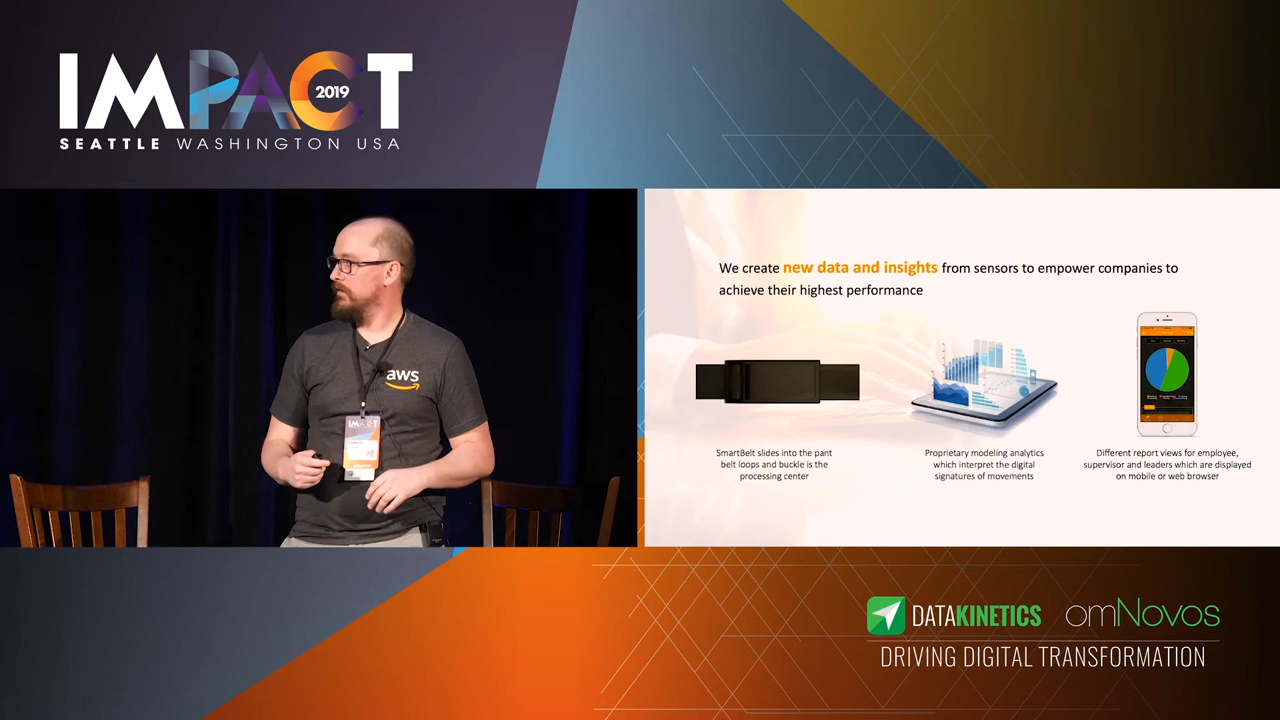 IMPACT
2019
SEATTLE WASHINGTON USA
aws
IMPACT
We create new data and insights from sensors to empower companies to
achieve their highest performance
SmartBelt slides into the pant
belt loops and buckle is the
processing center
Proprietary modeling analytics
which interpret the digital
signatures of movements
Different report views for employee,
supervisor and leaders which are displayed
on mobile or web browser
DATAKINETICS
omNovos
DRIVING DIGITAL TRANSFORMATION